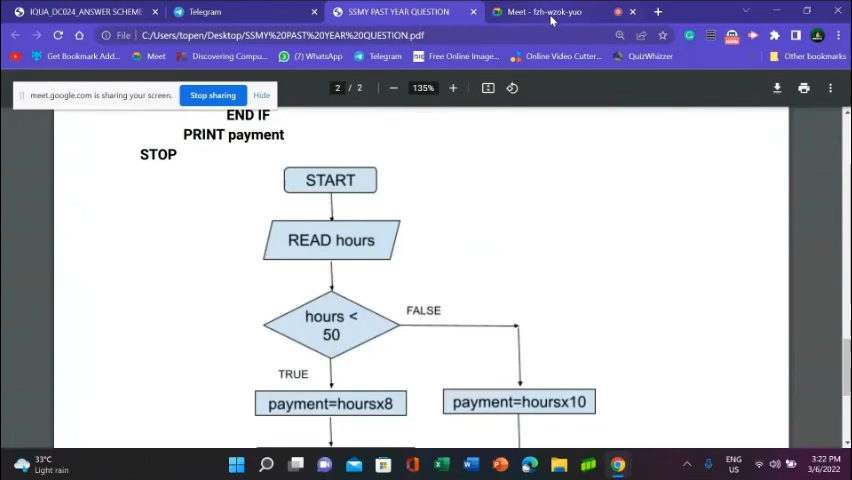 IQUA_DC024_ANSWER SCHEME
Telegram
SSMY PAST YEAR QUESTION
Meet - fzh-wzok-yuo
File
C:/Users/topen/Desktop/SSMY%20PAST%20YEAR%20QUESTION.pdf
Get Bookmark Add...
Meet
Discovering Compu...
(7) WhatsApp
Telegram
Free Online Image...
Online Video Cutter...
QuizWhizzer
Other bookmarks
meet.google.com is sharing your screen.
Stop sharing
Hide
2 / 2
135%
END IF
PRINT payment
STOP
START
READ hours
hours <
50
FALSE
TRUE
payment=hoursx8
payment=hoursx10
33°C
Light rain
ENG
US
3:22 PM
3/6/2022